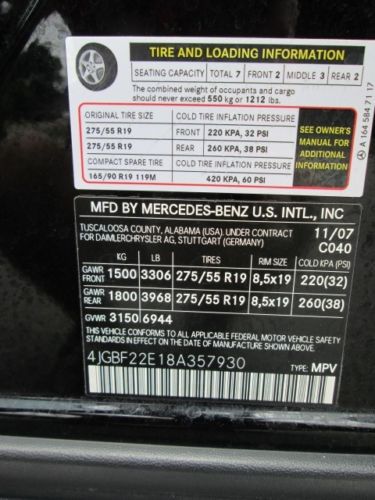 TIRE AND LOADING INFORMATION
SEATING CAPACITY TOTAL 7 FRONT 2 MIDDLE 3 REAR 2
The combined weight of occupants and cargo
should never exceed 550 kg or 1212 lbs.
ORIGINAL TIRE SIZE COLD TIRE INFLATION PRESSURE
275/55 R19 FRONT 220 KPA, 32 PSI
275/55 R19 REAR 260 KPA, 38 PSI
COMPACT SPARE TIRE COLD TIRE INFLATION PRESSURE
165/90 R19 119M 420 KPA, 60 PSI
SEE OWNER'S
MANUAL FOR
ADDITIONAL
INFORMATION
A 164 584 71 17
MFD BY MERCEDES-BENZ U.S. INTL., INC
TUSCALOOSA COUNTY, ALABAMA (USA), UNDER CONTRACT
FOR DAIMLERCHRYSLER AG, STUTTGART (GERMANY)
11/07
C040
KG LB TIRES RIM SIZE COLD KPA (PSI)
GAWR FRONT 1500 3306 275/55 R19 8,5x19 220(32)
GAWR REAR 1800 3968 275/55 R19 8,5x19 260(38)
GVWR 3150 6944
THIS VEHICLE CONFORMS TO ALL APPLICABLE FEDERAL MOTOR VEHICLE SAFETY STANDARDS
IN EFFECT ON THE DATE OF MANUFACTURE SHOWN ABOVE.
4JGBF22E18A357930
TYPE: MPV